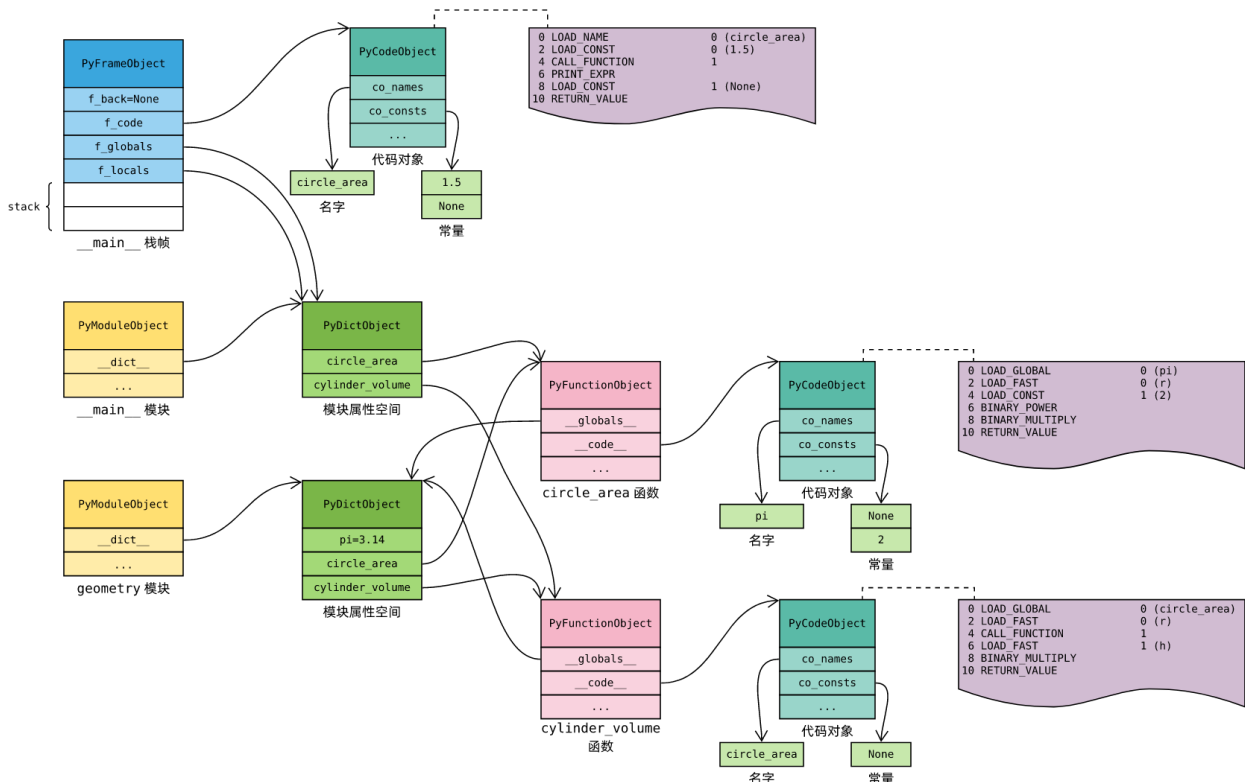 PyFrameObject
f_back=None
f_code
f_globals
f_locals
stack
__main__ 栈帧
PyCodeObject
co_names
co_consts
...
代码对象
circle_area
名字
1.5
None
常量
0 LOAD_NAME 0 (circle_area)
2 LOAD_CONST 0 (1.5)
4 CALL_FUNCTION 1
6 PRINT_EXPR
8 LOAD_CONST 1 (None)
10 RETURN_VALUE
PyModuleObject
__dict__
...
__main__ 模块
PyDictObject
circle_area
cylinder_volume
模块属性空间
PyFunctionObject
__globals__
__code__
...
circle_area 函数
PyCodeObject
co_names
co_consts
...
代码对象
pi
名字
None
2
常量
0 LOAD_GLOBAL 0 (pi)
2 LOAD_FAST 0 (r)
4 LOAD_CONST 1 (2)
6 BINARY_POWER
8 BINARY_MULTIPLY
10 RETURN_VALUE
PyModuleObject
__dict__
...
geometry 模块
PyDictObject
pi=3.14
circle_area
cylinder_volume
模块属性空间
PyFunctionObject
__globals__
__code__
...
cylinder_volume
函数
PyCodeObject
co_names
co_consts
...
代码对象
circle_area
名字
None
常量
0 LOAD_GLOBAL 0 (circle_area)
2 LOAD_FAST 0 (r)
4 CALL_FUNCTION 1
6 LOAD_FAST 1 (h)
8 BINARY_MULTIPLY
10 RETURN_VALUE